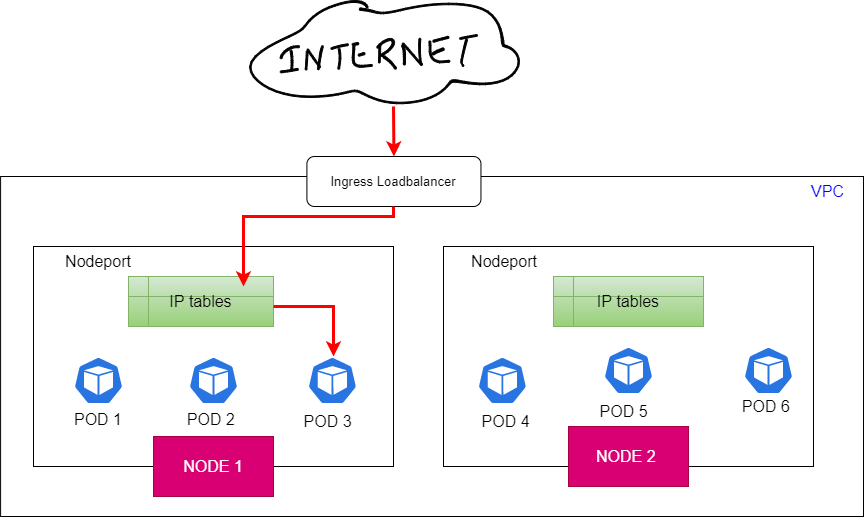 INTERNET
Ingress Loadbalancer
VPC
Nodeport
IP tables
POD 1
POD 2
POD 3
NODE 1
Nodeport
IP tables
POD 4
POD 5
POD 6
NODE 2